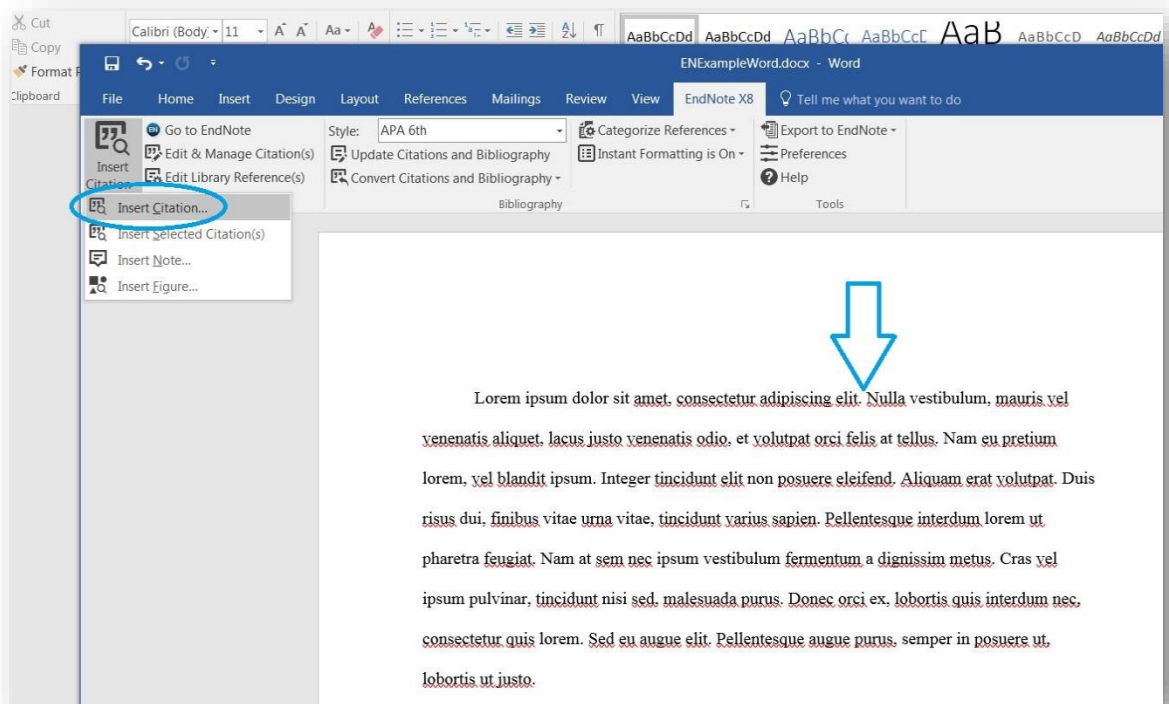 Cut
Calibri (Body) 11 A A Aa
Copy
AaBbCcDd AaBbCcDd AaBbCc AaBbCcE AaB AaBbCcD AaBbCcDd
Format
Clipboard
ENExampleWord.docx - Word
File Home Insert Design Layout References Mailings Review View EndNote X8 Tell me what you want to do
Insert Citation
Go to EndNote
Edit & Manage Citation(s)
Edit Library Reference(s)
Style: APA 6th
Update Citations and Bibliography
Convert Citations and Bibliography
Bibliography
Categorize References
Instant Formatting is On
Export to EndNote
Preferences
Help
Tools
Insert Citation...
Insert Selected Citation(s)
Insert Note...
Insert Figure...
Lorem ipsum dolor sit amet, consectetur adipiscing elit. Nulla vestibulum, mauris vel
venenatis aliquet, lacus justo venenatis odio, et volutpat orci felis at tellus. Nam eu pretium
lorem, vel blandit ipsum. Integer tincidunt elit non posuere eleifend. Aliquam erat volutpat. Duis
risus dui, finibus vitae urna vitae, tincidunt varius sapien. Pellentesque interdum lorem ut
pharetra feugiat. Nam at sem nec ipsum vestibulum fermentum a dignissim metus. Cras vel
ipsum pulvinar, tincidunt nisi sed, malesuada purus. Donec orci ex, lobortis quis interdum nec,
consectetur quis lorem. Sed eu augue elit. Pellentesque augue purus, semper in posuere ut,
lobortis ut justo.